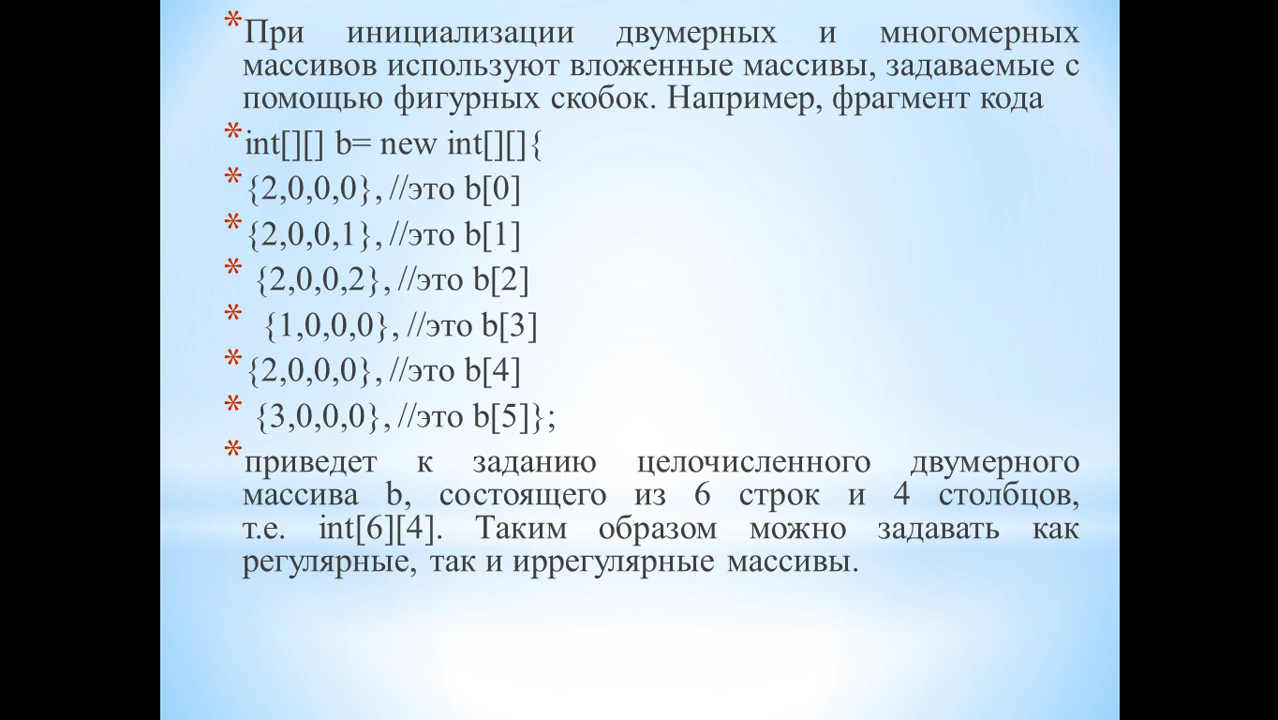 *При инициализации двумерных и многомерных
массивов используют вложенные массивы, задаваемые с
помощью фигурных скобок. Например, фрагмент кода
*int[][] b= new int[][]{
*{2,0,0,0}, //это b[0]
*{2,0,0,1}, //это b[1]
* {2,0,0,2}, //это b[2]
* {1,0,0,0}, //это b[3]
*{2,0,0,0}, //это b[4]
* {3,0,0,0}, //это b[5]};
*приведет к заданию целочисленного двумерного
массива b, состоящего из 6 строк и 4 столбцов,
т.е. int[6][4]. Таким образом можно задавать как
регулярные, так и иррегулярные массивы.